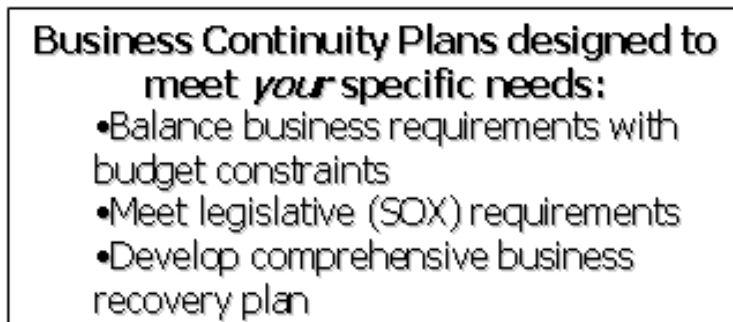 Business Continuity Plans designed to
meet your specific needs:
•Balance business requirements with
budget constraints
•Meet legislative (SOX) requirements
•Develop comprehensive business
recovery plan